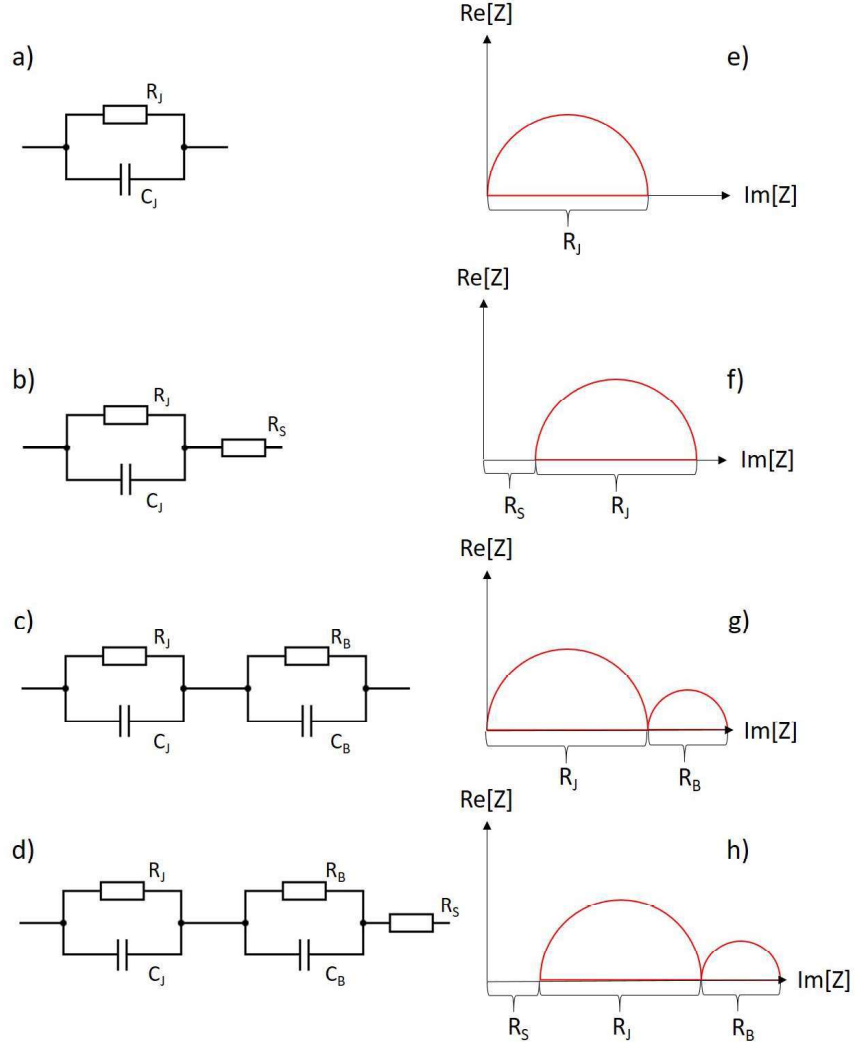 a)
R_J
C_J
Re[Z]
e)
Im[Z]
R_J
b)
R_J
R_S
C_J
Re[Z]
f)
Im[Z]
R_S R_J
c)
R_J R_B
C_J C_B
Re[Z]
g)
Im[Z]
R_J R_B
d)
R_J R_B R_S
C_J C_B
Re[Z]
h)
Im[Z]
R_S R_J R_B